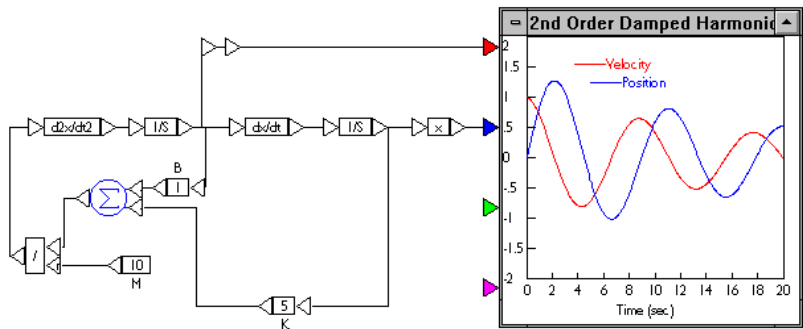 2nd Order Damped Harmonic
2
1.5
1
.5
0
-.5
-1
-1.5
-2
Velocity
Position
0 2 4 6 8 10 12 14 16 18 20
Time (sec)
d2x/dt2
1/S
dx/dt
1/S
x
B
1
Σ
/
10
M
5
K